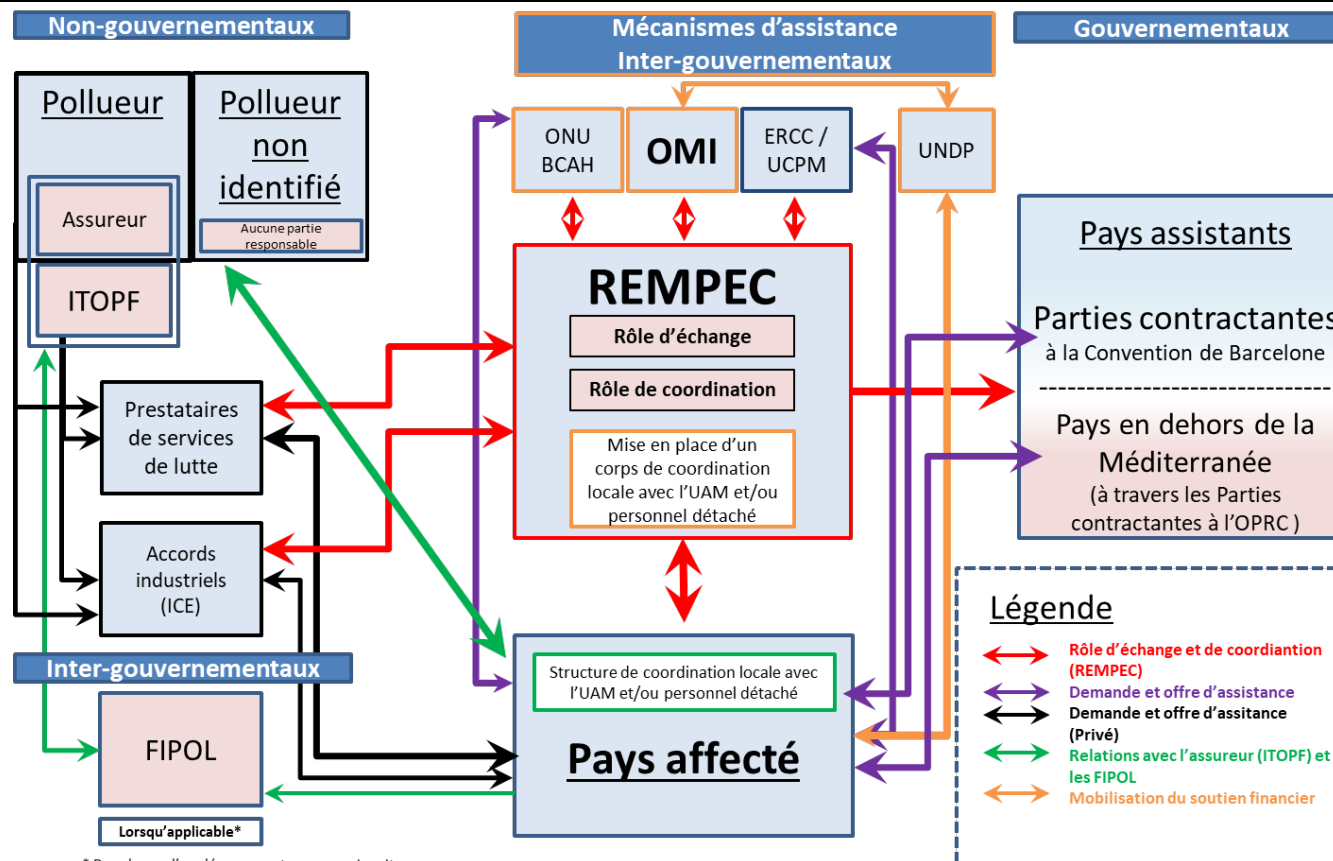 Non-gouvernementaux
Mécanismes d'assistance
Inter-gouvernementaux
Gouvernementaux
Pollueur
Assureur
ITOPF
Pollueur
non
identifié
Aucune partie
responsable
ONU
BCAH
OMI
ERCC /
UCPM
UNDP
REMPEC
Rôle d'échange
Rôle de coordination
Mise en place d'un
corps de coordination
locale avec l'UAM et/ou
personnel détaché
Pays assistants
Parties contractantes
à la Convention de Barcelone
--------------------------------
Pays en dehors de la
Méditerranée
(à travers les Parties
contractantes à l'OPRC )
Prestataires
de services
de lutte
Accords
industriels
(ICE)
Inter-gouvernementaux
FIPOL
Lorsqu'applicable*
Structure de coordination locale avec
l'UAM et/ou personnel détaché
Pays affecté
Légende
Rôle d'échange et de coordiantion
(REMPEC)
Demande et offre d'assistance
Demande et offre d'assitance
(Privé)
Relations avec l'assureur (ITOPF) et
les FIPOL
Mobilisation du soutien financier